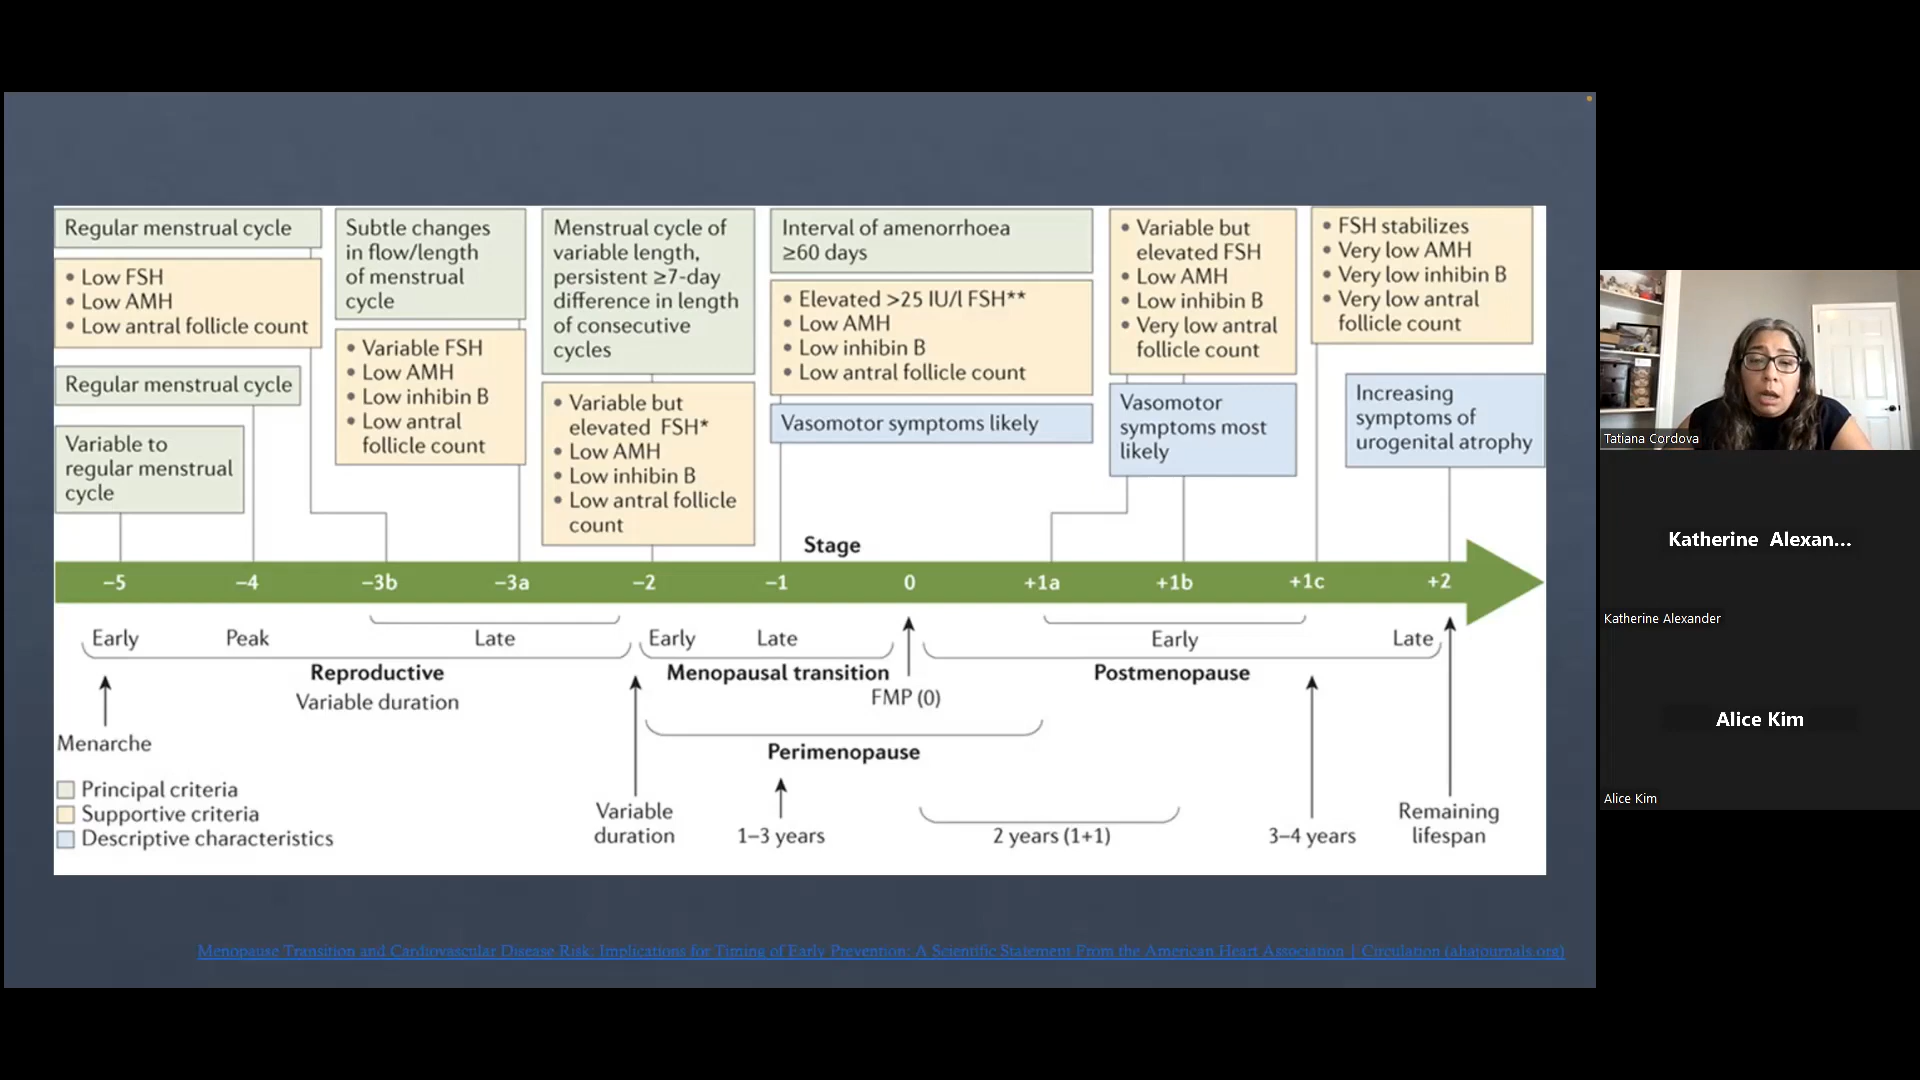 Regular menstrual cycle
• Low FSH
• Low AMH
• Low antral follicle count
Regular menstrual cycle
Variable to
regular menstrual
cycle
Subtle changes
in flow/length
of menstrual
cycle
• Variable FSH
• Low AMH
• Low inhibin B
• Low antral
follicle count
Menstrual cycle of
variable length,
persistent ≥7-day
difference in length
of consecutive
cycles
• Variable but
elevated FSH*
• Low AMH
• Low inhibin B
• Low antral follicle
count
Interval of amenorrhoea
≥60 days
• Elevated >25 IU/l FSH**
• Low AMH
• Low inhibin B
• Low antral follicle count
Vasomotor symptoms likely
• Variable but
elevated FSH
• Low AMH
• Low inhibin B
• Very low antral
follicle count
Vasomotor
symptoms most
likely
• FSH stabilizes
• Very low AMH
• Very low inhibin B
• Very low antral
follicle count
Increasing
symptoms of
urogenital atrophy
Stage
–5 –4 –3b –3a –2 –1 0 +1a +1b +1c +2
Early Peak Late Early Late Early Late
Reproductive Menopausal transition Postmenopause
Variable duration
FMP (0)
Menarche
Perimenopause
Principal criteria
Supportive criteria
Descriptive characteristics
Variable
duration
1–3 years
2 years (1+1)
3–4 years
Remaining
lifespan
Menopause Transition and Cardiovascular Disease Risk: Implications for Timing of Early Prevention: A Scientific Statement From the American Heart Association | Circulation (ahajournals.org)
Tatiana Cordova
Katherine Alexan...
Katherine Alexander
Alice Kim
Alice Kim